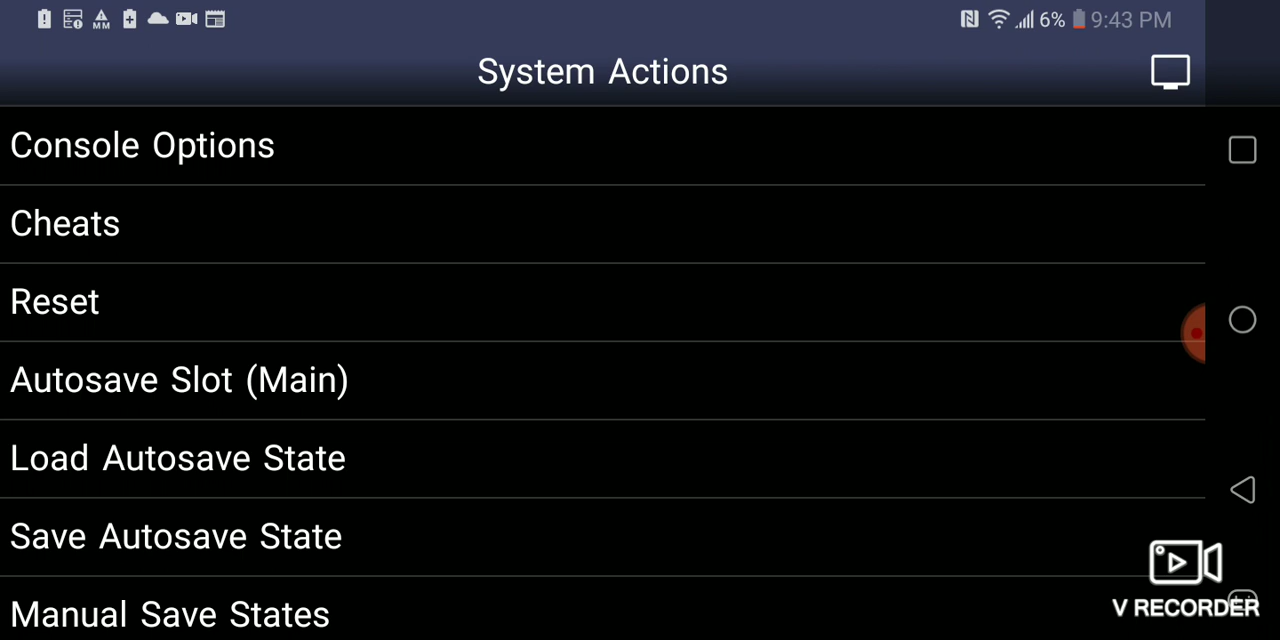 MM 6% 9:43 PM
System Actions
Console Options
Cheats
Reset
Autosave Slot (Main)
Load Autosave State
Save Autosave State
Manual Save States
V RECORDER